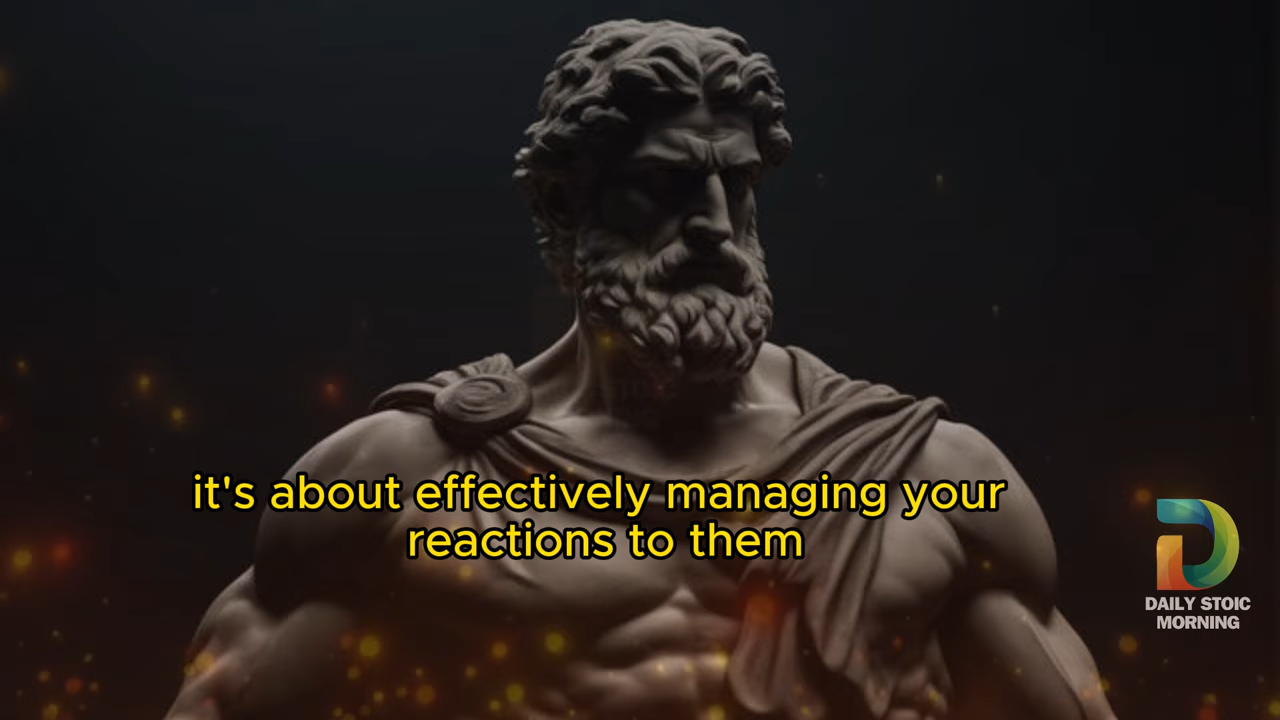 it's about effectively managing your
reactions to them
DAILY STOIC
MORNING